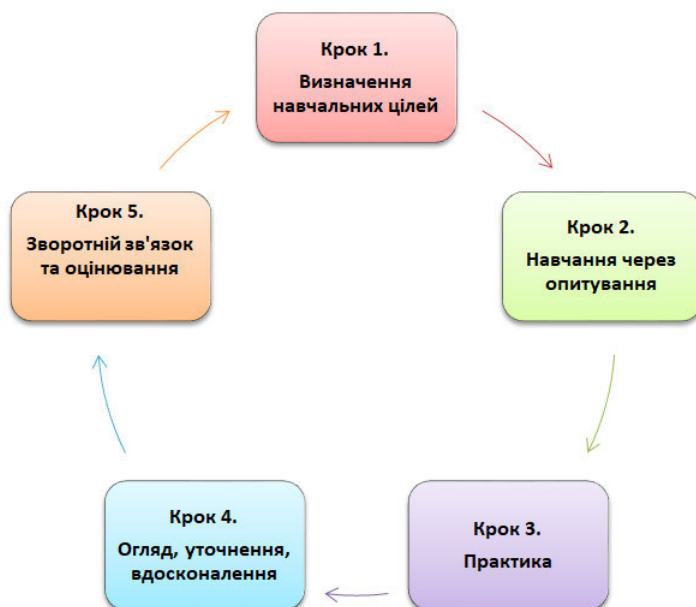 Крок 1.
Визначення
навчальних цілей
Крок 2.
Навчання через
опитування
Крок 3.
Практика
Крок 4.
Огляд, уточнення,
вдосконалення
Крок 5.
Зворотній зв'язок
та оцінювання